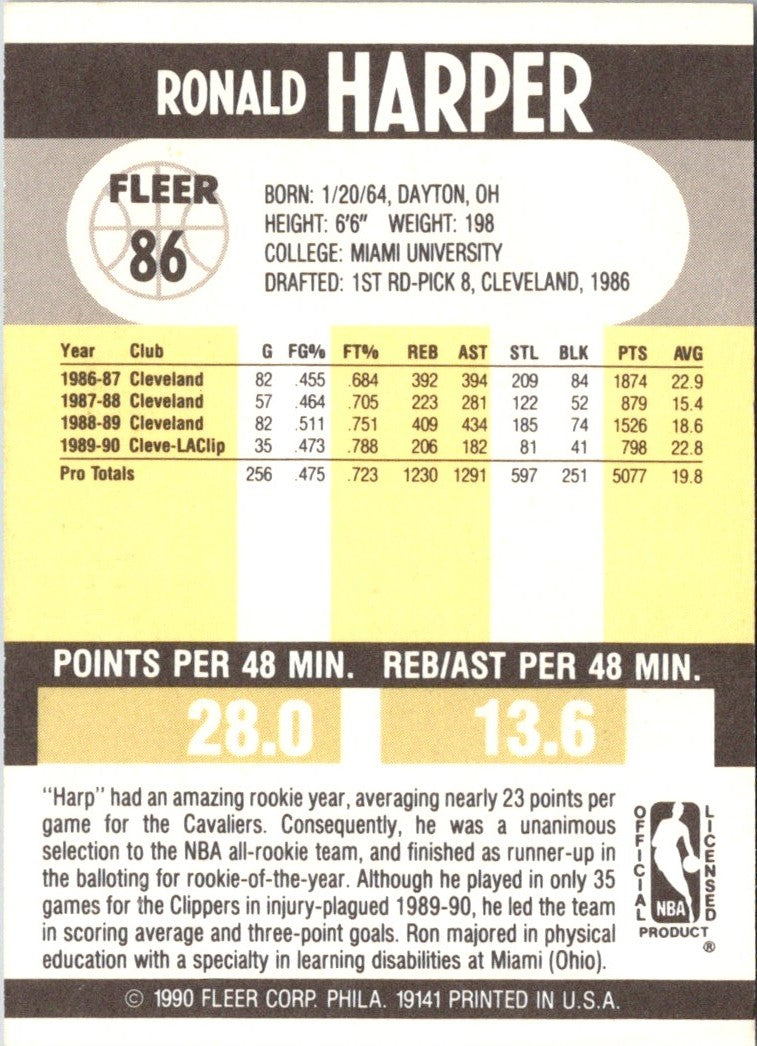 RONALD HARPER
FLEER
86
BORN: 1/20/64, DAYTON, OH
HEIGHT: 6'6" WEIGHT: 198
COLLEGE: MIAMI UNIVERSITY
DRAFTED: 1ST RD-PICK 8, CLEVELAND, 1986
Year Club G FG% FT% REB AST STL BLK PTS AVG
1986-87 Cleveland 82 .455 .684 392 394 209 84 1874 22.9
1987-88 Cleveland 57 .464 .705 223 281 122 52 879 15.4
1988-89 Cleveland 82 .511 .751 409 434 185 74 1526 18.6
1989-90 Cleve-LAClip 35 .473 .788 206 182 81 41 798 22.8
Pro Totals 256 .475 .723 1230 1291 597 251 5077 19.8
POINTS PER 48 MIN. REB/AST PER 48 MIN.
28.0 13.6
"Harp" had an amazing rookie year, averaging nearly 23 points per
game for the Cavaliers. Consequently, he was a unanimous
selection to the NBA all-rookie team, and finished as runner-up in
the balloting for rookie-of-the-year. Although he played in only 35
games for the Clippers in injury-plagued 1989-90, he led the team
in scoring average and three-point goals. Ron majored in physical
education with a specialty in learning disabilities at Miami (Ohio).
OFFICIAL
LICENSED
NBA
PRODUCT
®
© 1990 FLEER CORP. PHILA. 19141 PRINTED IN U.S.A.